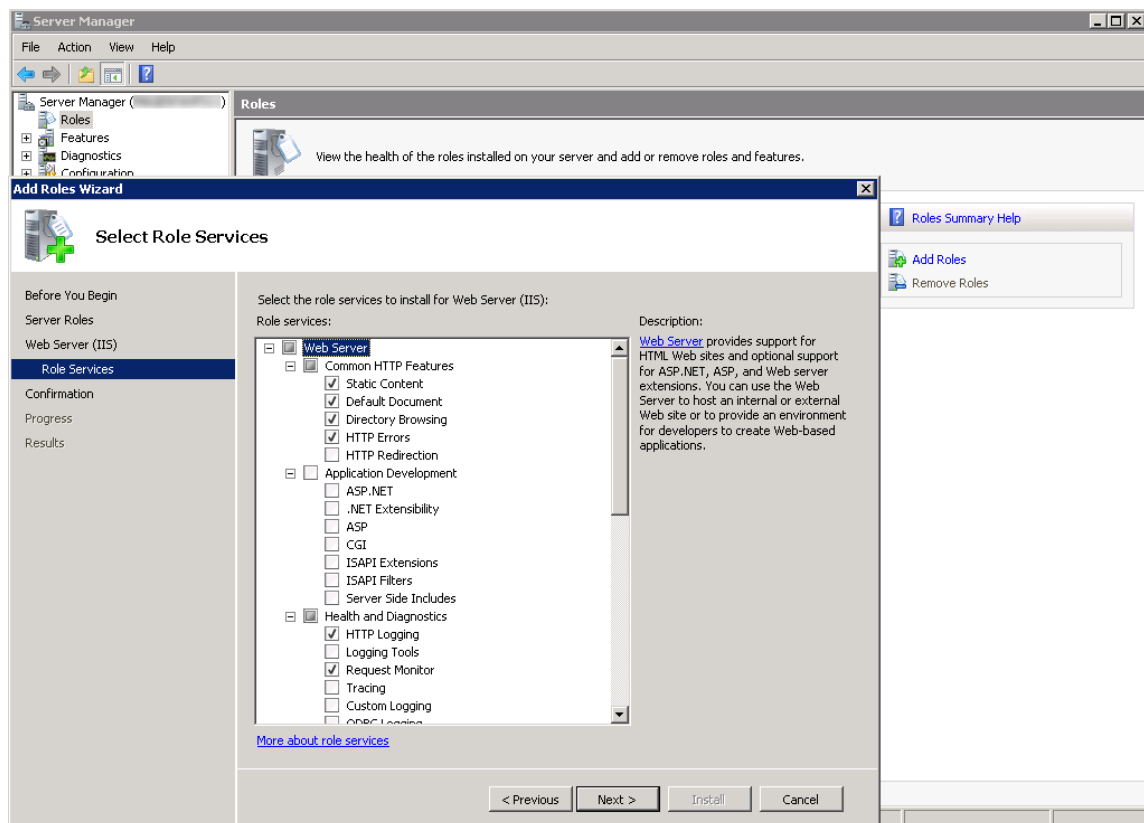 Server Manager
File Action View Help
Server Manager ( )
Roles
Features
Diagnostics
Configuration
Roles
View the health of the roles installed on your server and add or remove roles and features.
Roles Summary Help
Add Roles
Remove Roles
Add Roles Wizard
Select Role Services
Before You Begin
Server Roles
Web Server (IIS)
Role Services
Confirmation
Progress
Results
Select the role services to install for Web Server (IIS):
Role services:
Web Server
Common HTTP Features
Static Content
Default Document
Directory Browsing
HTTP Errors
HTTP Redirection
Application Development
ASP.NET
.NET Extensibility
ASP
CGI
ISAPI Extensions
ISAPI Filters
Server Side Includes
Health and Diagnostics
HTTP Logging
Logging Tools
Request Monitor
Tracing
Custom Logging
ODBC Logging
More about role services
Description:
Web Server provides support for
HTML Web sites and optional support
for ASP.NET, ASP, and Web server
extensions. You can use the Web
Server to host an internal or external
Web site or to provide an environment
for developers to create Web-based
applications.
< Previous
Next >
Install
Cancel